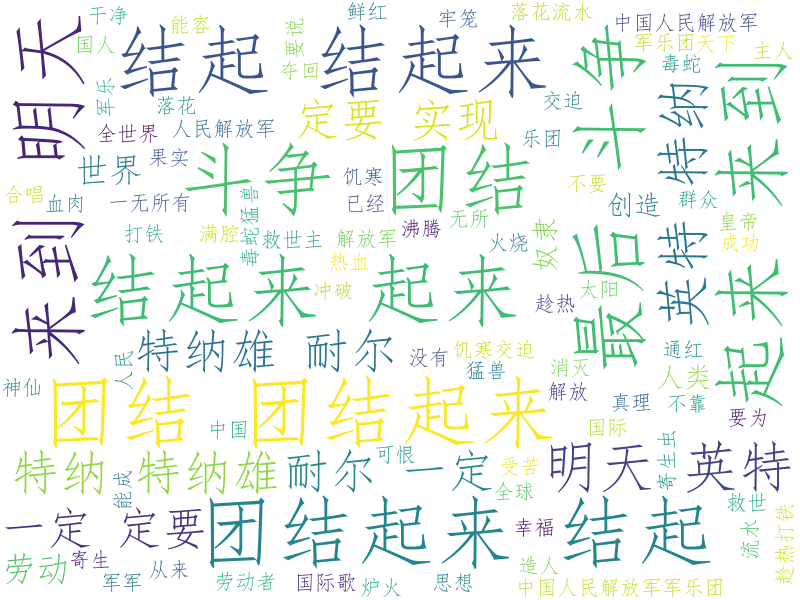 干净
能容
鲜红
牢笼
落花流水
中国人民解放军
国人
夺要说
回
军乐团天下
明天
结起
结起来
斗争
毒蛇
主人
军乐
落花
定要 实现
交迫
全世界
人民解放军
乐团
特纳
来到
世界
果实
斗争
团结
饥寒
不要
合唱
血肉
一无所有
毒蛇猛兽
已经
创造
群众
来到
打铁
满腔
救世主
解放军
沸腾
无所
火烧
奴隶
最后
英特
皇帝
成功
热血
结起来
冲破
起来
趁热
太阳
起来
特纳雄
耐尔
没有
饥寒交迫
消灭
通红
人民
神仙
猛兽
解放
人类
团结
团结起来
真理
不靠
要为
中国
国际
特纳
特纳雄
耐尔
可恨
一定
受苦
明天
寄生虫
英特
能成
全球
一定
定要
团结起来
幸福
结起
救世
流水
趁热打铁
劳动
寄生
军军
从来
劳动者
国际歌
炉火
思想
造人
中国人民解放军军乐团